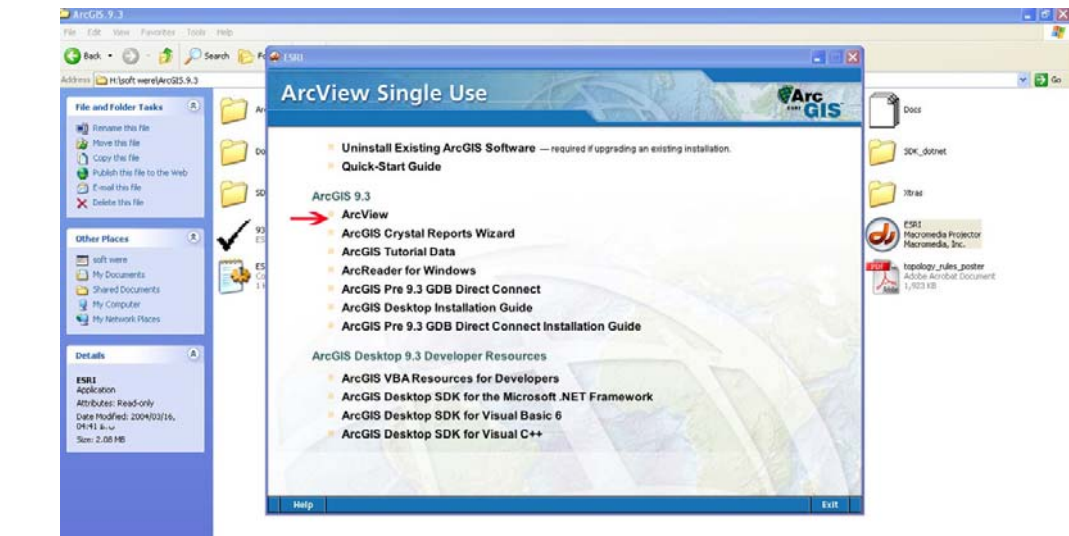 ArcGIS.9.3
File Edit View Favorites Tools Help
Back Search
Address H:\soft were\ArcGIS.9.3 Go
File and Folder Tasks
Rename this file
Move this file
Copy this file
Publish this file to the Web
E-mail this file
Delete this file
Other Places
soft were
My Documents
Shared Documents
My Computer
My Network Places
Details
ESRI
Application
Attributes: Read-only
Date Modified: 2004/03/16,
04:41
Size: 2.08 MB
ESRI
ArcView Single Use
Arc
ESRI GIS
Uninstall Existing ArcGIS Software — required if upgrading an existing installation.
Quick-Start Guide
ArcGIS 9.3
ArcView
ArcGIS Crystal Reports Wizard
ArcGIS Tutorial Data
ArcReader for Windows
ArcGIS Pre 9.3 GDB Direct Connect
ArcGIS Desktop Installation Guide
ArcGIS Pre 9.3 GDB Direct Connect Installation Guide
ArcGIS Desktop 9.3 Developer Resources
ArcGIS VBA Resources for Developers
ArcGIS Desktop SDK for the Microsoft .NET Framework
ArcGIS Desktop SDK for Visual Basic 6
ArcGIS Desktop SDK for Visual C++
Help Exit
Docs
SDK_dotnet
Xtras
ESRI
Macromedia Projector
Macromedia, Inc.
topology_rules_poster
Adobe Acrobat Document
1,923 KB